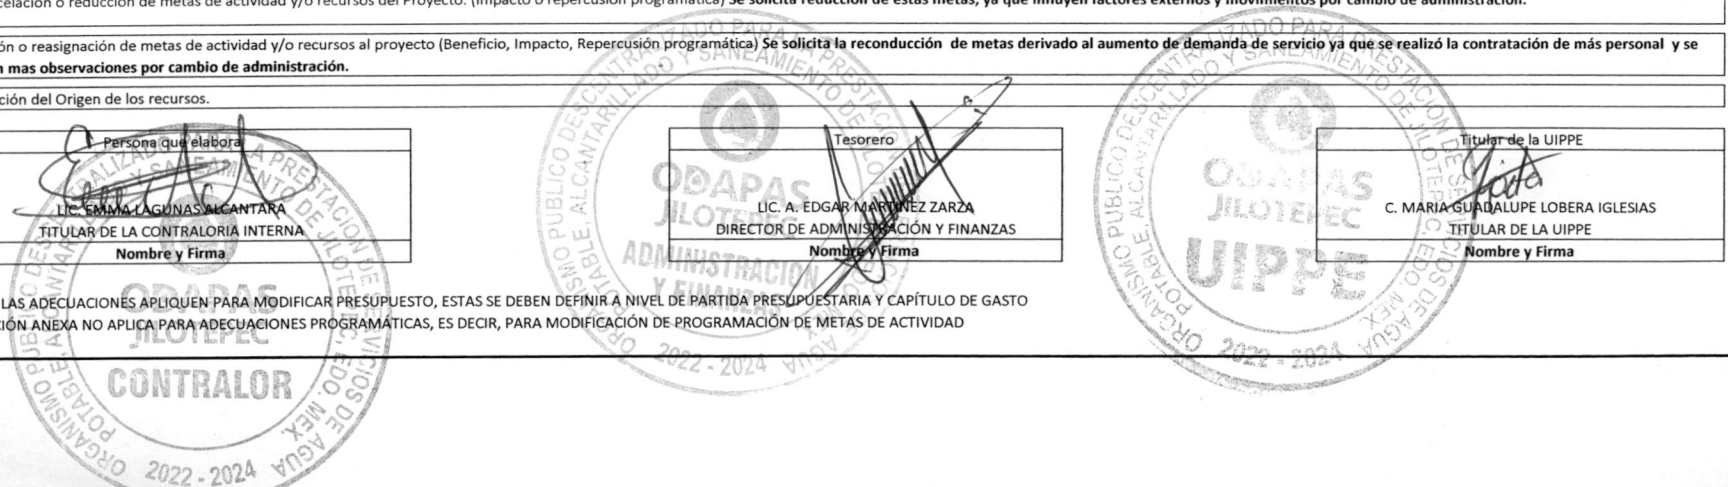 celación o reducción de metas de actividad y/o recursos del Proyecto. (Impacto o repercusión programática) Se solicita reducción de estas metas, ya que influyen factores externos y movimientos por cambio de administración.
ón o reasignación de metas de actividad y/o recursos al proyecto (Beneficio, Impacto, Repercusión programática) Se solicita la reconducción de metas derivado al aumento de demanda de servicio ya que se realizó la contratación de más personal y se
n mas observaciones por cambio de administración.
ción del Origen de los recursos.
Persona que elabora
LIC. EMMA LAGUNAS ALCANTARA
TITULAR DE LA CONTRALORIA INTERNA
Nombre y Firma
Tesorero
LIC. A. EDGAR MARTINEZ ZARZA
DIRECTOR DE ADMINISTRACIÓN Y FINANZAS
Nombre y Firma
Titular de la UIPPE
C. MARIA GUADALUPE LOBERA IGLESIAS
TITULAR DE LA UIPPE
Nombre y Firma
LAS ADECUACIONES APLIQUEN PARA MODIFICAR PRESUPUESTO, ESTAS SE DEBEN DEFINIR A NIVEL DE PARTIDA PRESUPUESTARIA Y CAPÍTULO DE GASTO
CIÓN ANEXA NO APLICA PARA ADECUACIONES PROGRAMÁTICAS, ES DECIR, PARA MODIFICACIÓN DE PROGRAMACIÓN DE METAS DE ACTIVIDAD
ODAPAS
JILOTEPEC
CONTRALOR
2022 - 2024
ODAPAS
JILOTEPEC
ADMINISTRACIÓN
Y FINANZAS
2022 - 2024
ODAPAS
JILOTEPEC
UIPPE
2022 - 2024